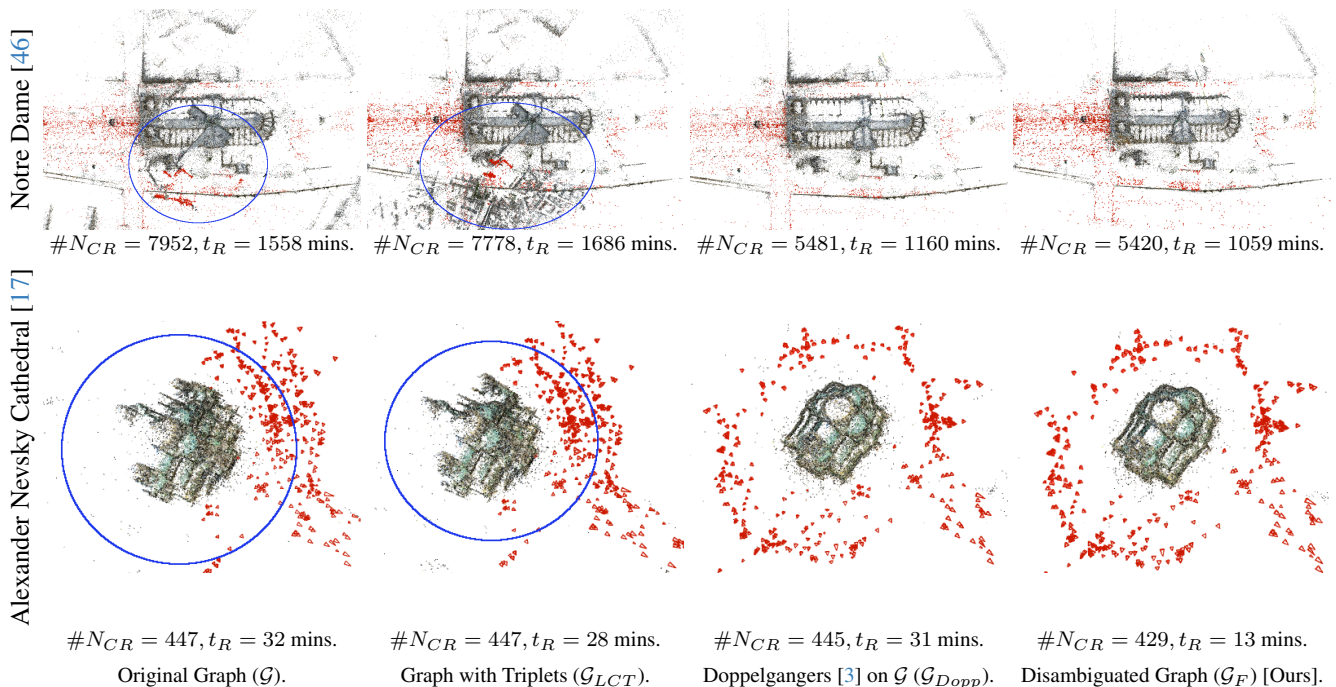 Notre Dame [46]
#N_{CR} = 7952, t_R = 1558 mins.
#N_{CR} = 7778, t_R = 1686 mins.
#N_{CR} = 5481, t_R = 1160 mins.
#N_{CR} = 5420, t_R = 1059 mins.
Alexander Nevsky Cathedral [17]
#N_{CR} = 447, t_R = 32 mins.
#N_{CR} = 447, t_R = 28 mins.
#N_{CR} = 445, t_R = 31 mins.
#N_{CR} = 429, t_R = 13 mins.
Original Graph (𝒢).
Graph with Triplets (𝒢_{LCT}).
Doppelgangers [3] on 𝒢 (𝒢_{Dopp}).
Disambiguated Graph (𝒢_F) [Ours].